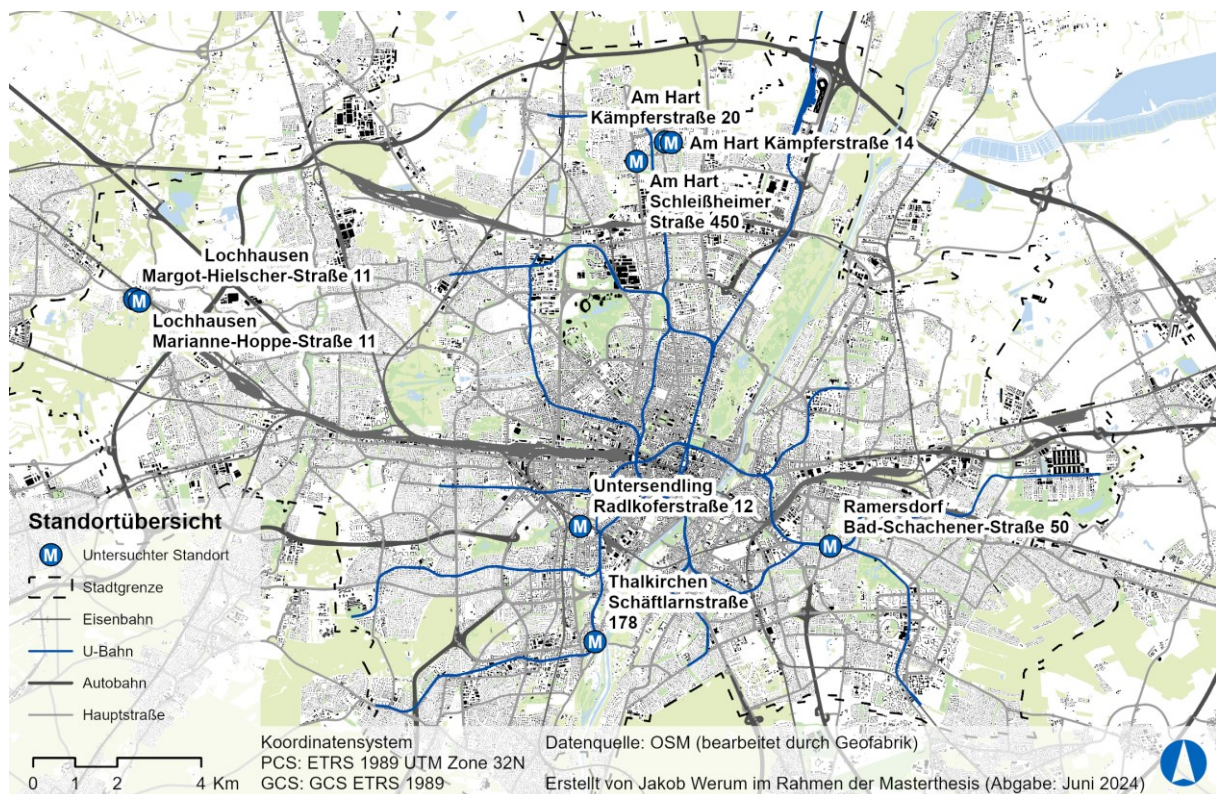 Am Hart
Kämpferstraße 20
M
M Am Hart Kämpferstraße 14
Am Hart
Schleißheimer
Straße 450
Lochhausen
Margot-Hielscher-Straße 11
M
Lochhausen
Marianne-Hoppe-Straße 11
Untersendling
Radlkoferstraße 12
M
Ramersdorf
Bad-Schachener-Straße 50
M
Thalkirchen
Schäftlarnstraße
178
M
Standortübersicht
M Untersuchter Standort
Stadtgrenze
Eisenbahn
U-Bahn
Autobahn
Hauptstraße
0 1 2 4 Km
Koordinatensystem
PCS: ETRS 1989 UTM Zone 32N
GCS: GCS ETRS 1989
Datenquelle: OSM (bearbeitet durch Geofabrik)
Erstellt von Jakob Werum im Rahmen der Masterthesis (Abgabe: Juni 2024)